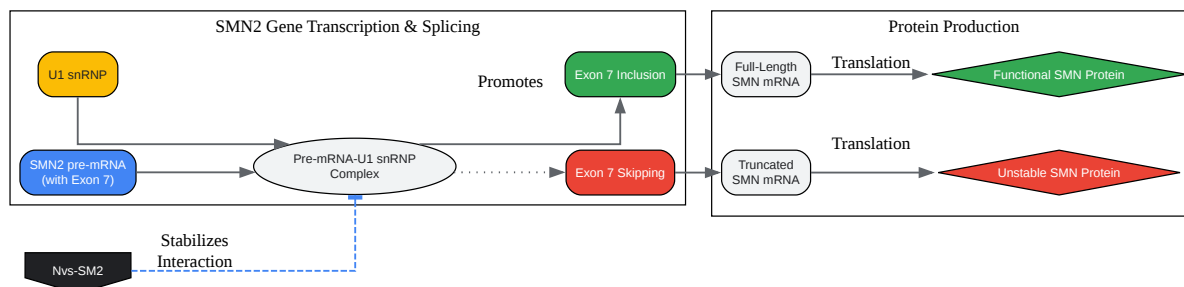 SMN2 Gene Transcription & Splicing
U1 snRNP
Promotes
Exon 7 Inclusion
SMN2 pre-mRNA
(with Exon 7)
Pre-mRNA-U1 snRNP
Complex
Exon 7 Skipping
Stabilizes
Interaction
Nvs-SM2
Protein Production
Full-Length
SMN mRNA
Translation
Functional SMN Protein
Truncated
SMN mRNA
Translation
Unstable SMN Protein